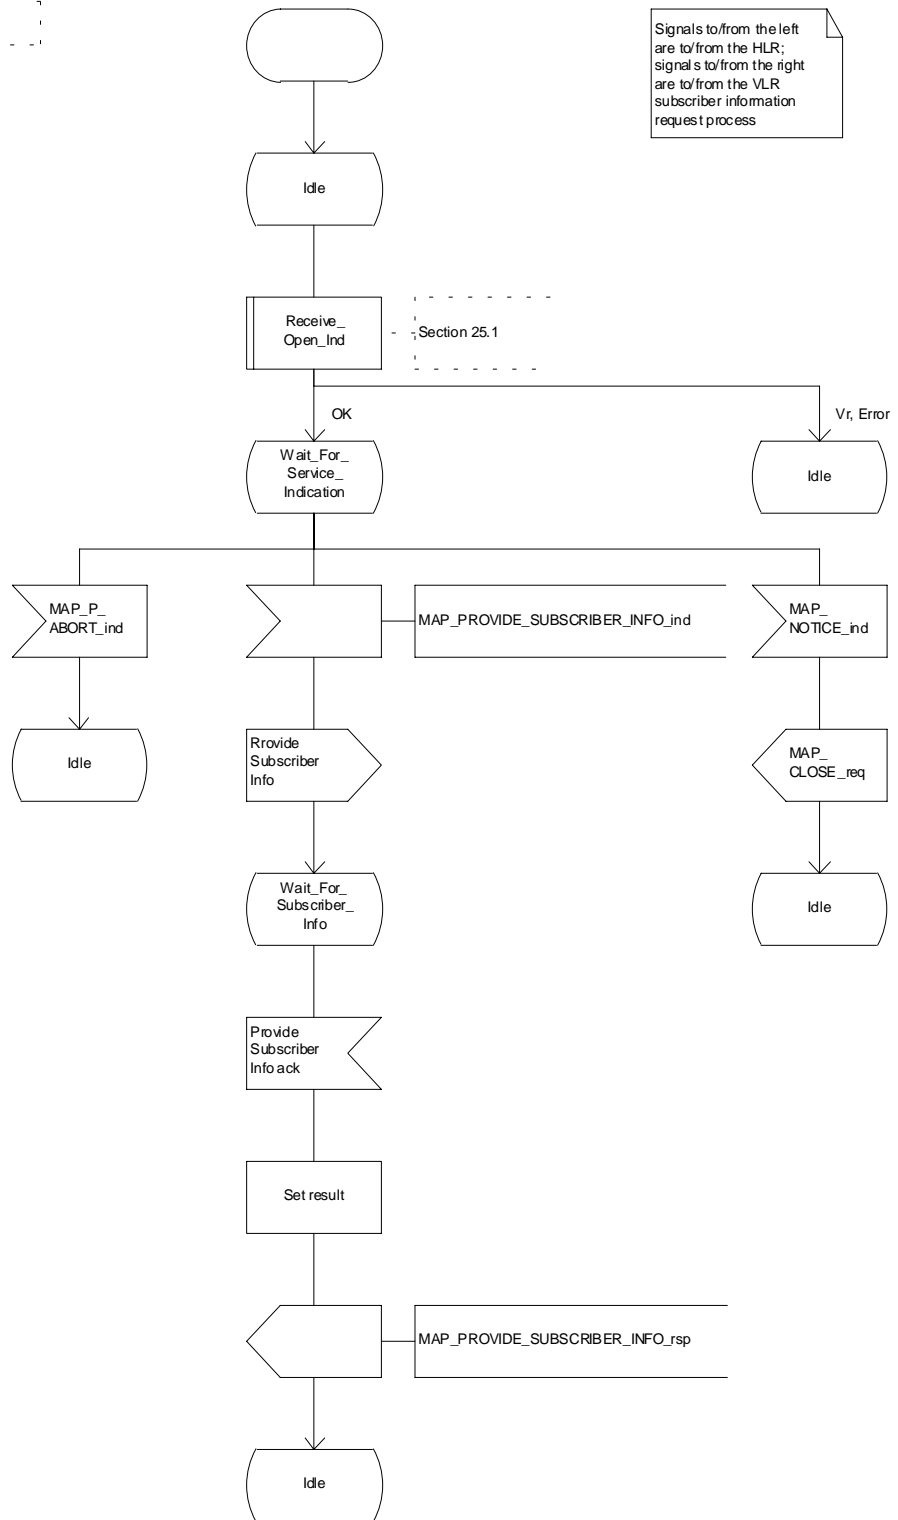 Signals to/from the left
are to/from the HLR;
signals to/from the right
are to/from the VLR
subscriber information
request process
Idle
Receive_
Open_Ind
Section 25.1
OK
Vr, Error
Wait_For_
Service_
Indication
Idle
MAP_P_
ABORT_ind
MAP_PROVIDE_SUBSCRIBER_INFO_ind
MAP_
NOTICE_ind
Idle
Rrovide
Subscriber
Info
MAP_
CLOSE_req
Wait_For_
Subscriber_
Info
Idle
Provide
Subscriber
Info ack
Set result
MAP_PROVIDE_SUBSCRIBER_INFO_rsp
Idle